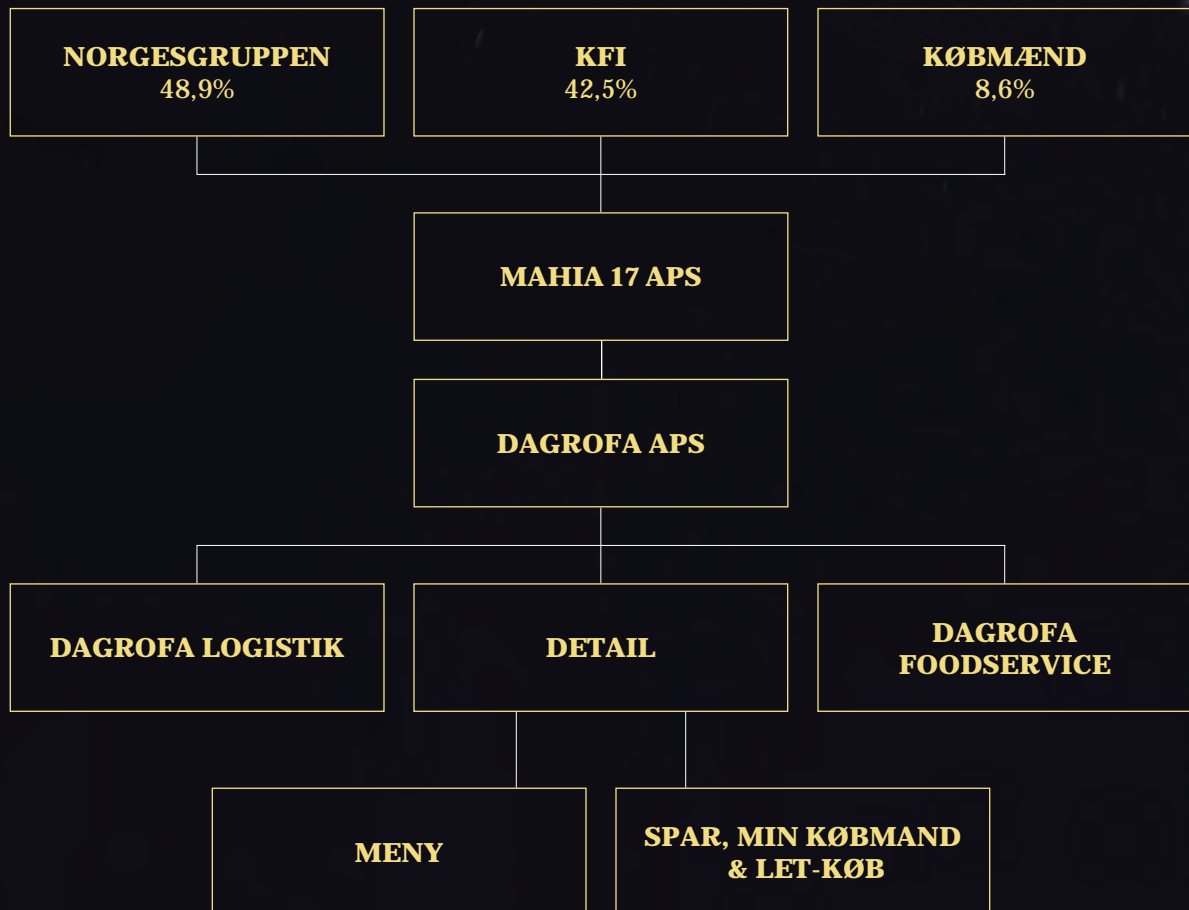 NORGESGRUPPEN
48,9%
KFI
42,5%
KØBMÆND
8,6%
MAHIA 17 APS
DAGROFA APS
DAGROFA LOGISTIK
DETAIL
DAGROFA
FOODSERVICE
MENY
SPAR, MIN KØBMAND
& LET-KØB